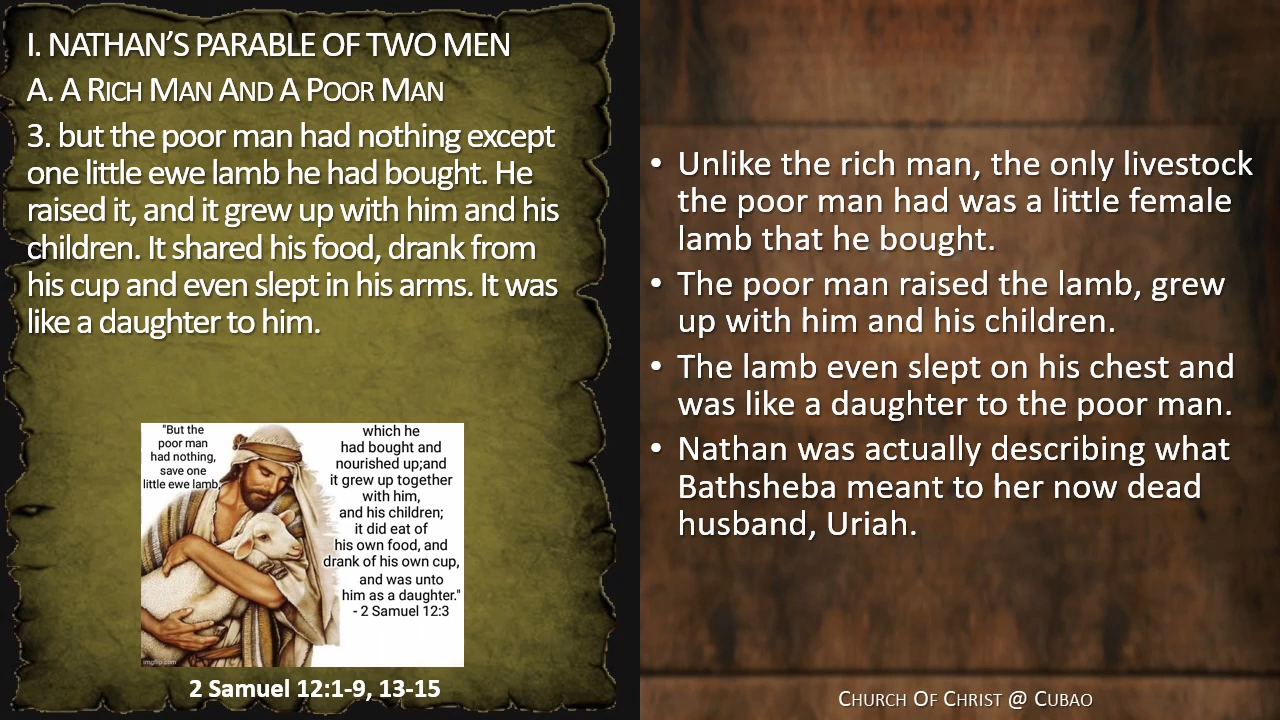 I. NATHAN’S PARABLE OF TWO MEN
A. A RICH MAN AND A POOR MAN
3. but the poor man had nothing except
one little ewe lamb he had bought. He
raised it, and it grew up with him and his
children. It shared his food, drank from
his cup and even slept in his arms. It was
like a daughter to him.
"But the
poor man
had nothing,
save one
little ewe lamb,
which he
had bought and
nourished up;and
it grew up together
with him,
and his children;
it did eat of
his own food, and
drank of his own cup,
and was unto
him as a daughter."
- 2 Samuel 12:3
imgflip.com
2 Samuel 12:1-9, 13-15
• Unlike the rich man, the only livestock
the poor man had was a little female
lamb that he bought.
• The poor man raised the lamb, grew
up with him and his children.
• The lamb even slept on his chest and
was like a daughter to the poor man.
• Nathan was actually describing what
Bathsheba meant to her now dead
husband, Uriah.
CHURCH OF CHRIST @ CUBAO